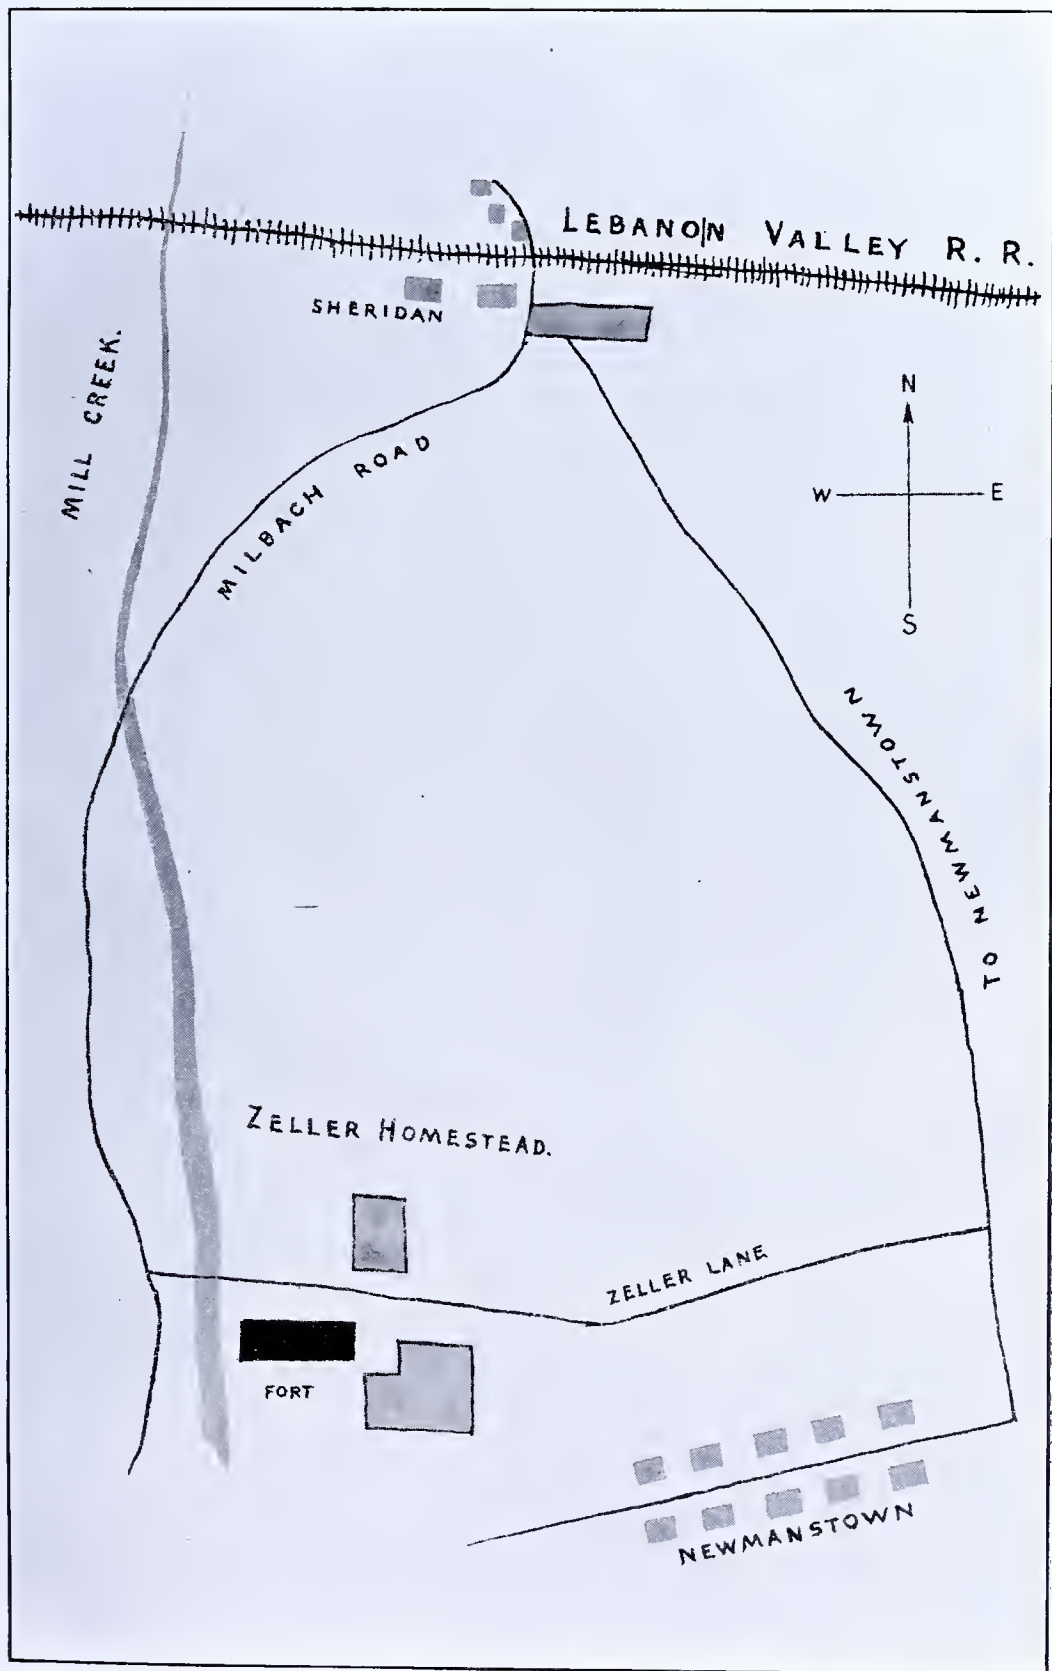 LEBANON VALLEY R. R.
SHERIDAN
MILL CREEK.
N
W E
S
MILBACH ROAD
TO NEWMANSTOWN
ZELLER HOMESTEAD.
ZELLER LANE
FORT
NEWMANSTOWN